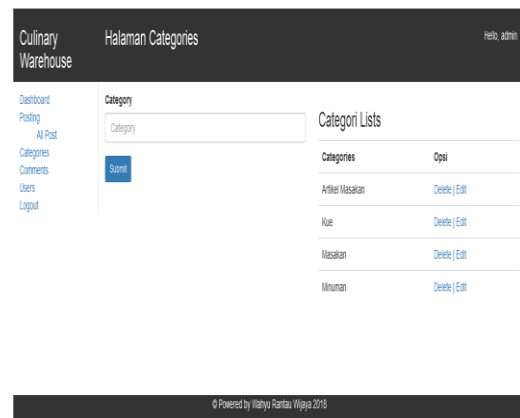 Culinary
Warehouse
Halaman Categories
Hello, admin
Dashboard
Posting
All Post
Categories
Comments
Users
Logout
Category
Category
Submit
Categori Lists
Categories Opsi
Artikel Masakan Delete | Edit
Kue Delete | Edit
Masakan Delete | Edit
Minuman Delete | Edit
© Powered by Wahyu Rantau Wijaya 2018